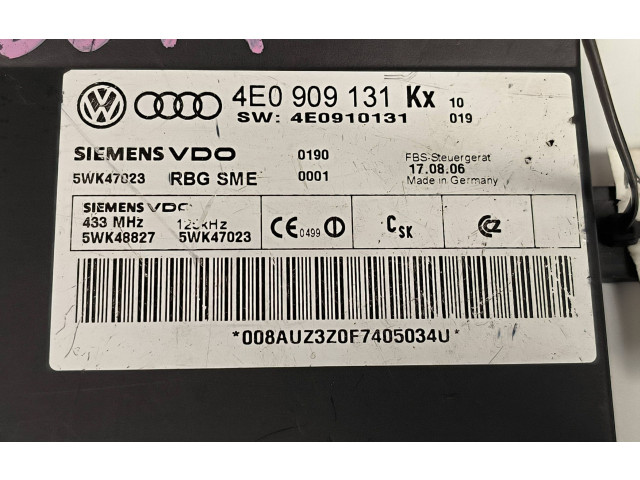 4E0 909 131 Kx 10
SW: 4E0910131 019
SIEMENS VDO 0190 FBS-Steuergerät
5WK47023 RBG SME 0001 17.08.06
Made in Germany
SIEMENS VDO
433 MHz 125kHz
5WK48827 5WK47023
CE 0499
CSK
CCZ
*008AUZ3Z0F7405034U*